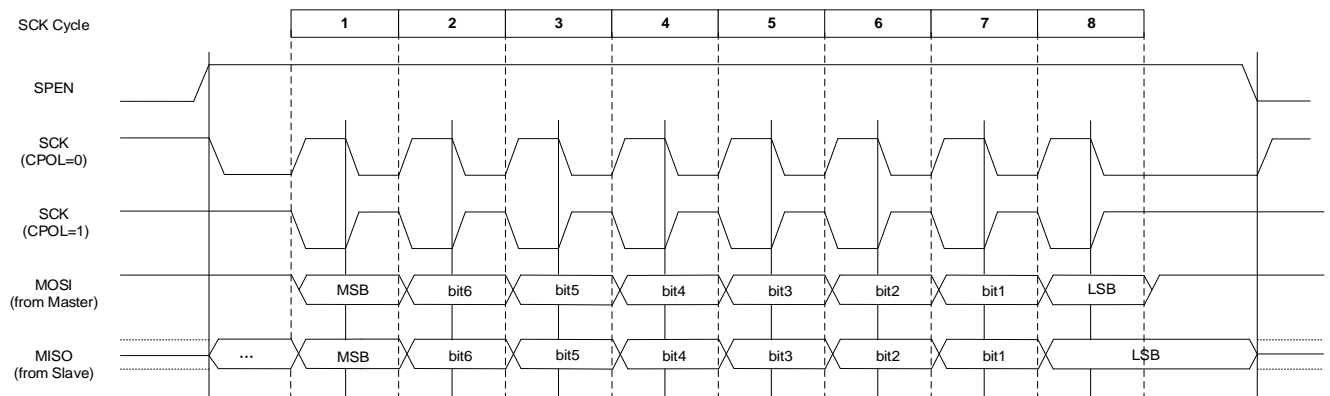 SCK Cycle 1 2 3 4 5 6 7 8
SPEN
SCK
(CPOL=0)
SCK
(CPOL=1)
MOSI
(from Master)
MSB bit6 bit5 bit4 bit3 bit2 bit1 LSB
MISO
(from Slave)
... MSB bit6 bit5 bit4 bit3 bit2 bit1 LSB